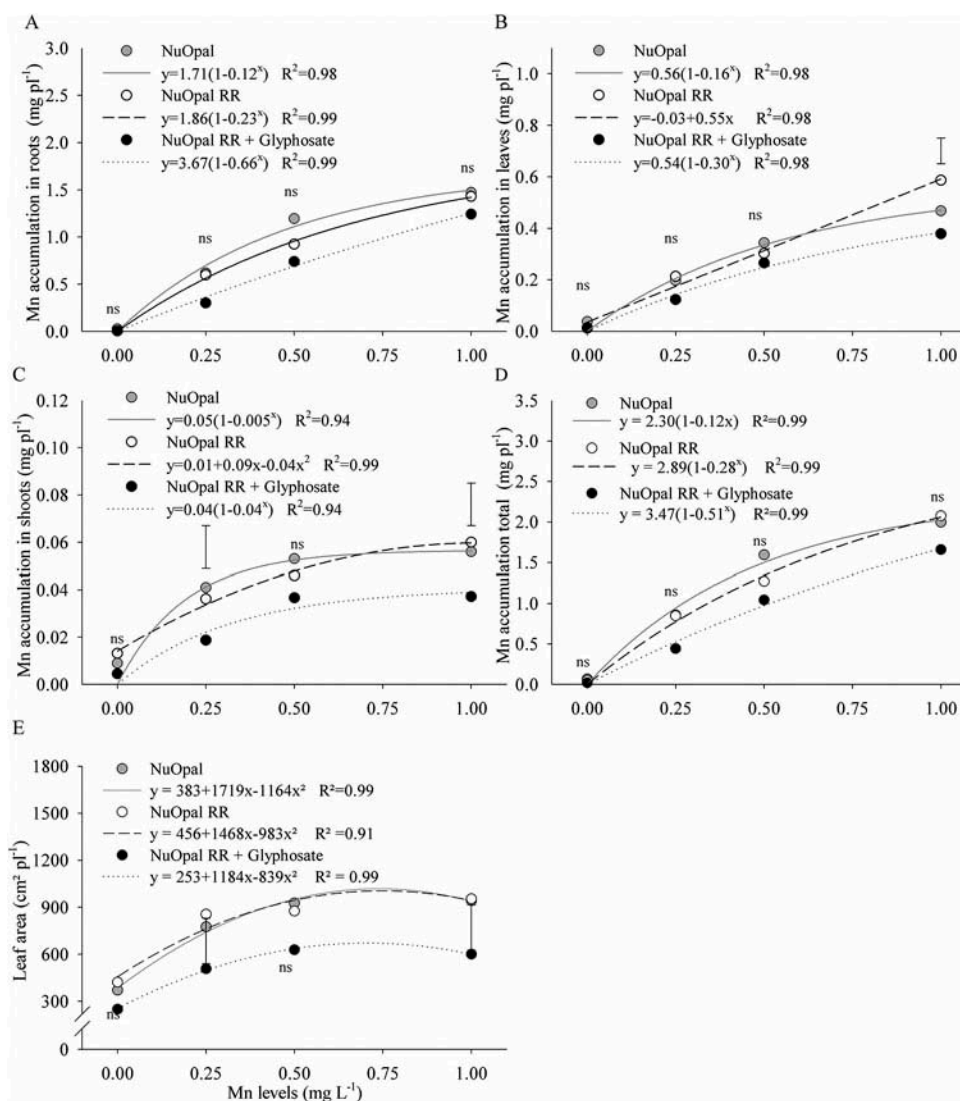 A
3.0
2.5
2.0
1.5
1.0
0.5
0.0
Mn accumulation in roots (mg pl⁻¹)
NuOpal
y=1.71(1-0.12ˣ) R²=0.98
NuOpal RR
y=1.86(1-0.23ˣ) R²=0.99
NuOpal RR + Glyphosate
y=3.67(1-0.66ˣ) R²=0.99
ns
ns
ns
ns
0.00 0.25 0.50 0.75 1.00
B
1.0
0.8
0.6
0.4
0.2
0.0
Mn accumulation in leaves (mg pl⁻¹)
NuOpal
y=0.56(1-0.16ˣ) R²=0.98
NuOpal RR
y=-0.03+0.55x R²=0.98
NuOpal RR + Glyphosate
y=0.54(1-0.30ˣ) R²=0.98
ns
ns
ns
0.00 0.25 0.50 0.75 1.00
C
0.12
0.10
0.08
0.06
0.04
0.02
0.00
Mn accumulation in shoots (mg pl⁻¹)
NuOpal
y=0.05(1-0.005ˣ) R²=0.94
NuOpal RR
y=0.01+0.09x-0.04x² R²=0.99
NuOpal RR + Glyphosate
y=0.04(1-0.04ˣ) R²=0.94
ns
ns
0.00 0.25 0.50 0.75 1.00
D
3.5
3.0
2.5
2.0
1.5
1.0
0.5
0.0
Mn accumulation total (mg pl⁻¹)
NuOpal
y = 2.30(1-0.12x) R²=0.99
NuOpal RR
y = 2.89(1-0.28ˣ) R²=0.99
NuOpal RR + Glyphosate
y = 3.47(1-0.51ˣ) R²=0.99
ns
ns
ns
ns
0.00 0.25 0.50 0.75 1.00
E
1800
1500
1200
900
600
300
0
Leaf area (cm² pl⁻¹)
NuOpal
y = 383+1719x-1164x² R²=0.99
NuOpal RR
y = 456+1468x-983x² R² =0.91
NuOpal RR + Glyphosate
y = 253+1184x-839x² R² = 0.99
ns
ns
0.00 0.25 0.50 0.75 1.00
Mn levels (mg L⁻¹)